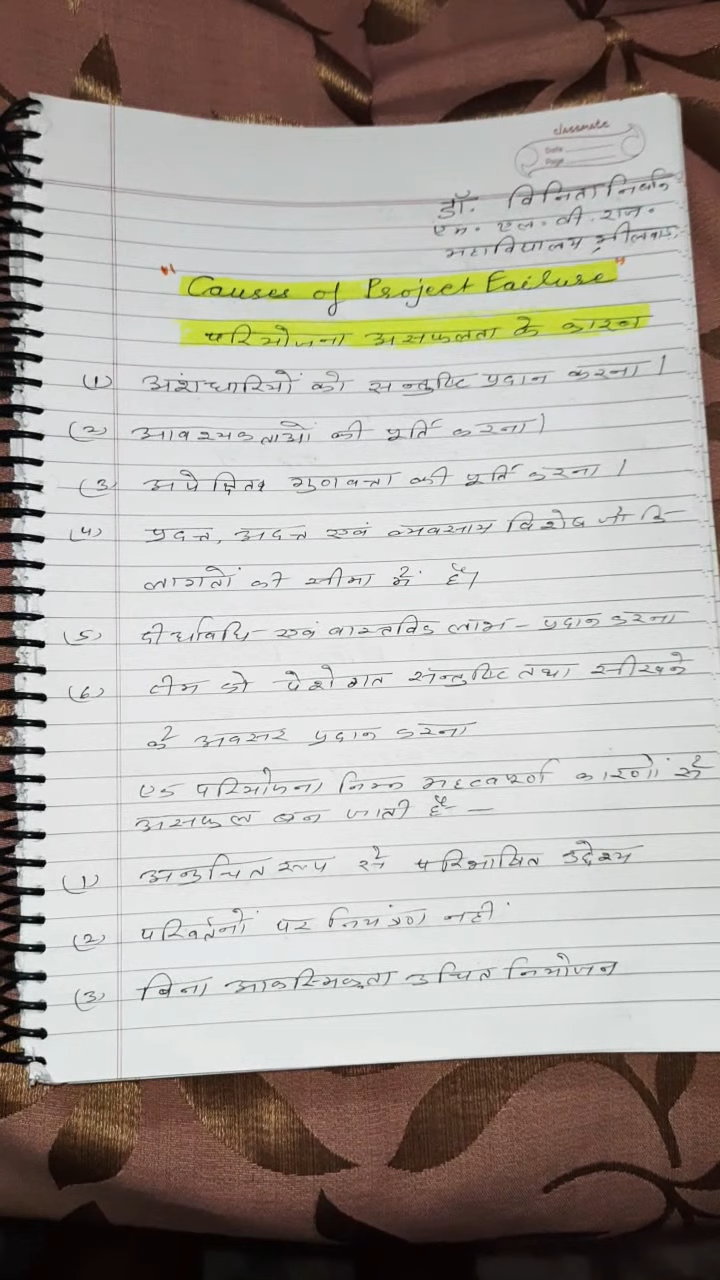 classmate
Date
Page
डॉ. विनिता
एम. एल. वी. राज.
महाविद्यालय भीलवाड़ा
"Causes of Project Failure"
परियोजना असफलता के कारन
(1) अंशधारियों को सन्तुष्टि प्रदान करना।
(2) आवश्यकताओं की पूर्ति करना।
(3) अपेक्षित गुणवत्ता की पूर्ति करना।
(4) प्रदत्त, अदत्त एवं व्यवसाय विशेष जो कि
लागतों की सीमा में है।
(5) दीर्घावधि एवं वास्तविक लाभ - प्रदान करना
(6) टीम को पेशेगत सन्तुष्टि तथा सीखने
के अवसर प्रदान करना
एक परियोजना निम्न महत्वपूर्ण कारणों से
असफल बन जाती है -
(1) अनुचित रूप से परिभाषित उद्देश्य
(2) परिवर्तनों पर नियंत्रण नहीं
(3) बिना आकस्मिकता उचित नियोजन